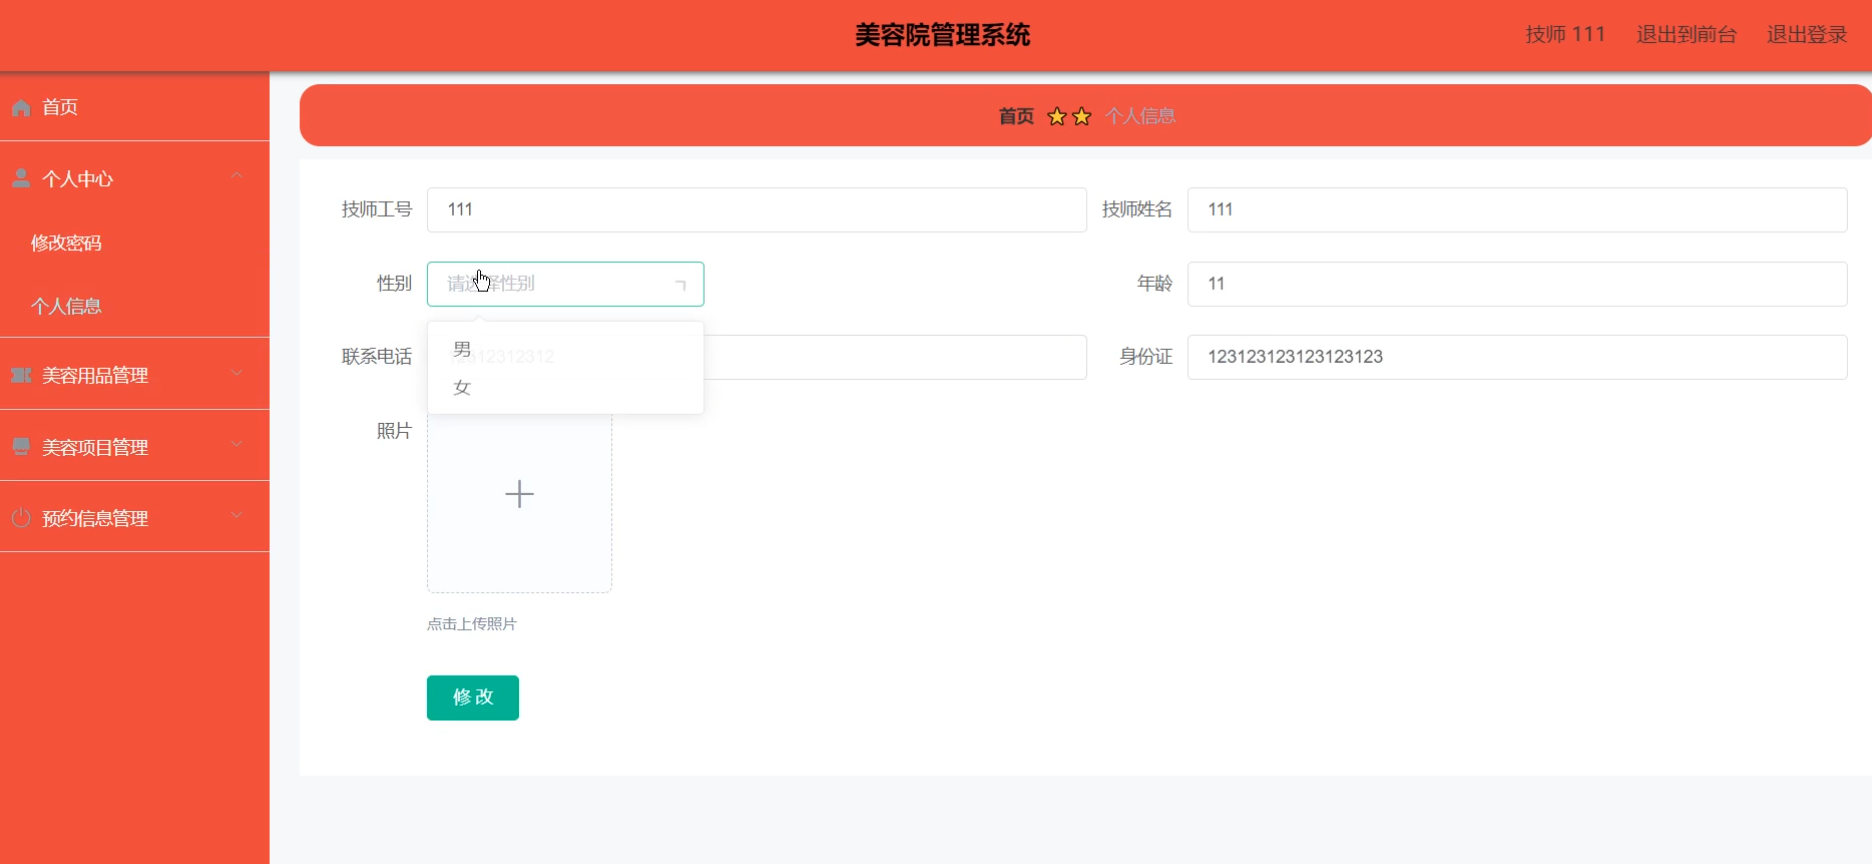 美容院管理系统
技师 111 退出到前台 退出登录
首页
个人中心
修改密码
个人信息
美容用品管理
美容项目管理
预约信息管理
首页 个人信息
技师工号 111 技师姓名 111
性别 请选择性别 年龄 11
男
女
联系电话 12312312312 身份证 123123123123123123
照片
点击上传照片
修改